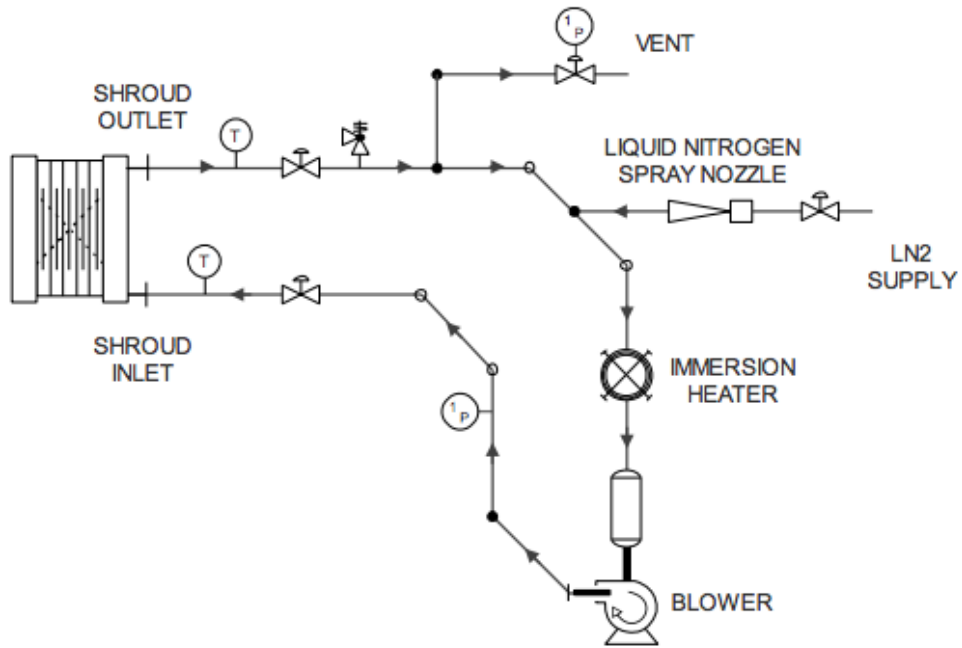 1
P
VENT
SHROUD
OUTLET
T
LIQUID NITROGEN
SPRAY NOZZLE
T
LN2
SUPPLY
SHROUD
INLET
IMMERSION
HEATER
1
P
BLOWER